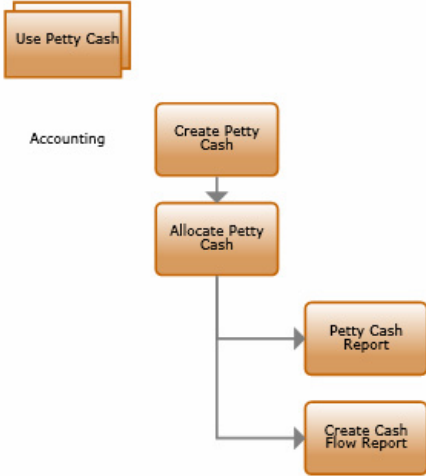 Use Petty Cash
Accounting
Create Petty
Cash
Allocate Petty
Cash
Petty Cash
Report
Create Cash
Flow Report